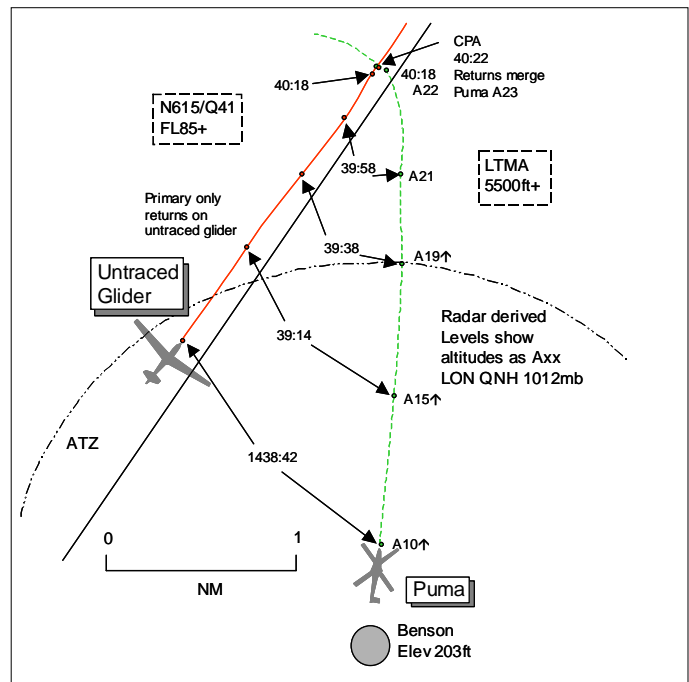 CPA
40:22
40:18
Returns merge
A22
Puma A23
40:18
N615/Q41
FL85+
LTMA
5500ft+
39:58
A21
Primary only
returns on
untraced glider
39:38
A19↑
Untraced
Glider
39:14
Radar derived
Levels show
altitudes as Axx
LON QNH 1012mb
A15↑
ATZ
1438:42
0
1
NM
A10↑
Puma
Benson
Elev 203ft